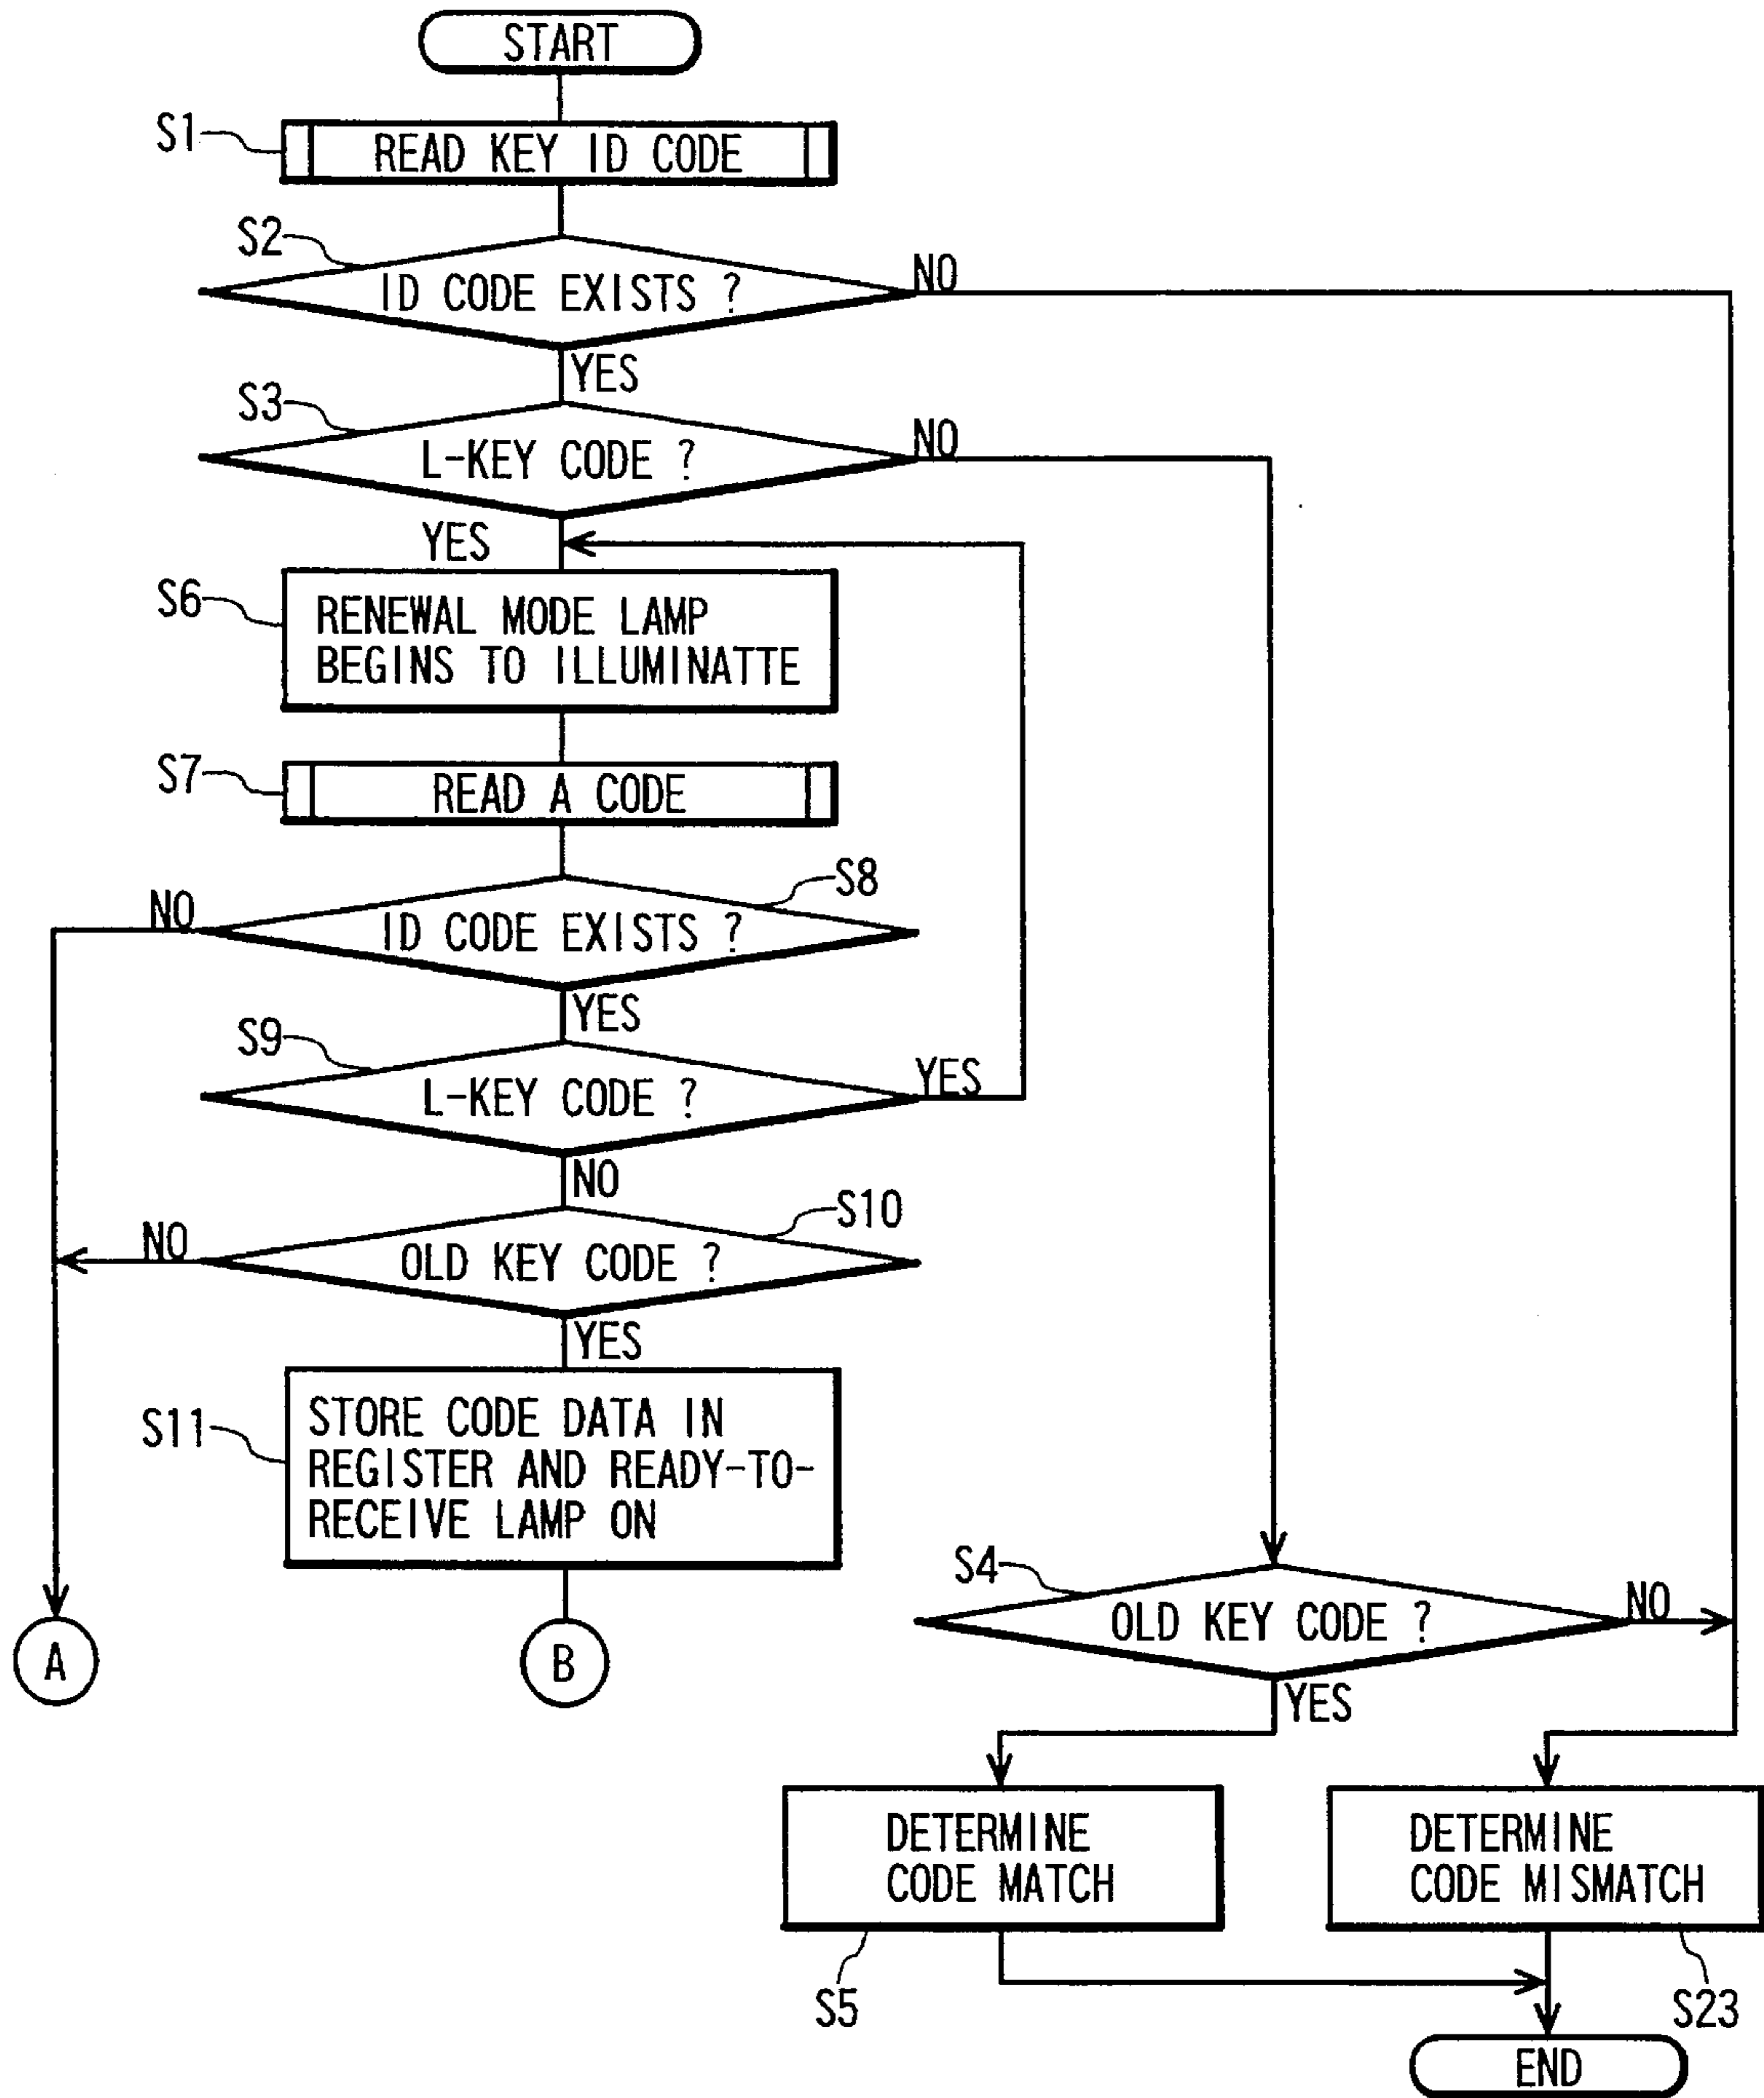 START
S1
READ KEY ID CODE
S2
ID CODE EXISTS ?
NO
YES
S3
L-KEY CODE ?
NO
YES
S6
RENEWAL MODE LAMP
BEGINS TO ILLUMINATTE
S7
READ A CODE
S8
NO
ID CODE EXISTS ?
YES
S9
L-KEY CODE ?
YES
NO
S10
NO
OLD KEY CODE ?
YES
S11
STORE CODE DATA IN
REGISTER AND READY-TO-
RECEIVE LAMP ON
A
B
S4
OLD KEY CODE ?
NO
YES
DETERMINE
CODE MATCH
S5
DETERMINE
CODE MISMATCH
S23
END